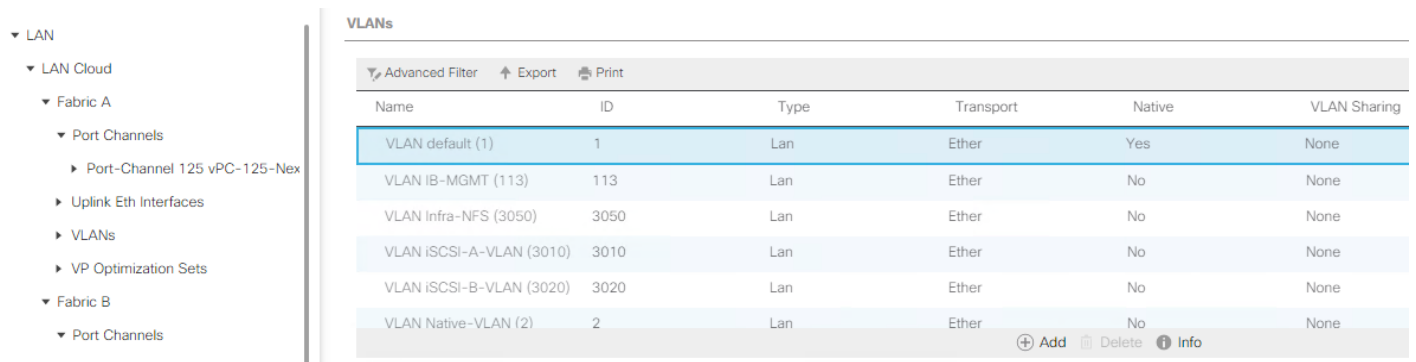 LAN
LAN Cloud
Fabric A
Port Channels
Port-Channel 125 vPC-125-Nex
Uplink Eth Interfaces
VLANs
VP Optimization Sets
Fabric B
Port Channels
VLANs
Advanced Filter Export Print
Name ID Type Transport Native VLAN Sharing
VLAN default (1) 1 Lan Ether Yes None
VLAN IB-MGMT (113) 113 Lan Ether No None
VLAN Infra-NFS (3050) 3050 Lan Ether No None
VLAN iSCSI-A-VLAN (3010) 3010 Lan Ether No None
VLAN iSCSI-B-VLAN (3020) 3020 Lan Ether No None
VLAN Native-VLAN (2) 2 Lan Ether No None
Add Delete Info